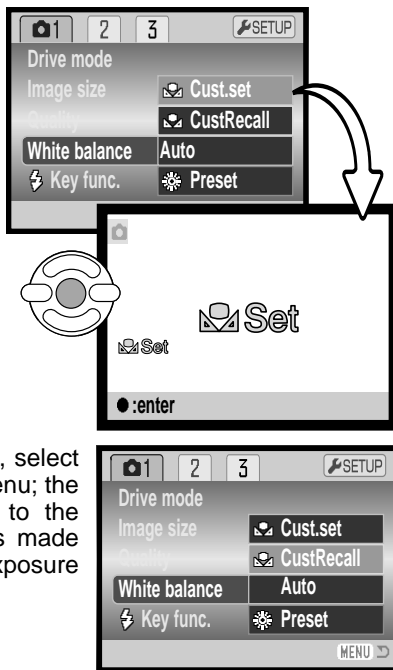 1 2 3 SETUP
Drive mode
Image size Cust.set
Quality CustRecall
White balance Auto
Key func. Preset
Set
Set
:enter
, select
enu; the
to the
s made
xposure
1 2 3 SETUP
Drive mode
Image size Cust.set
Quality CustRecall
White balance Auto
Key func. Preset
MENU